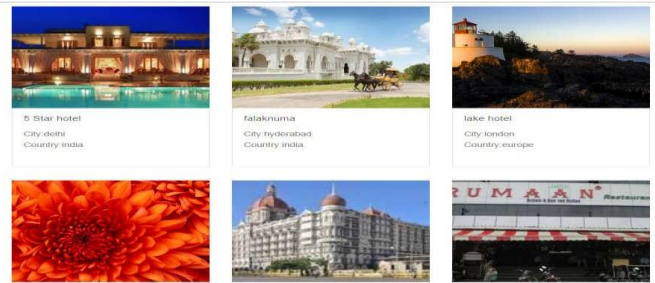 5 Star hotel
City:delhi
Country:india
falaknuma
City:hyderabad
Country:india
lake hotel
City:london
Country:europe
RUMAAN Restaurant